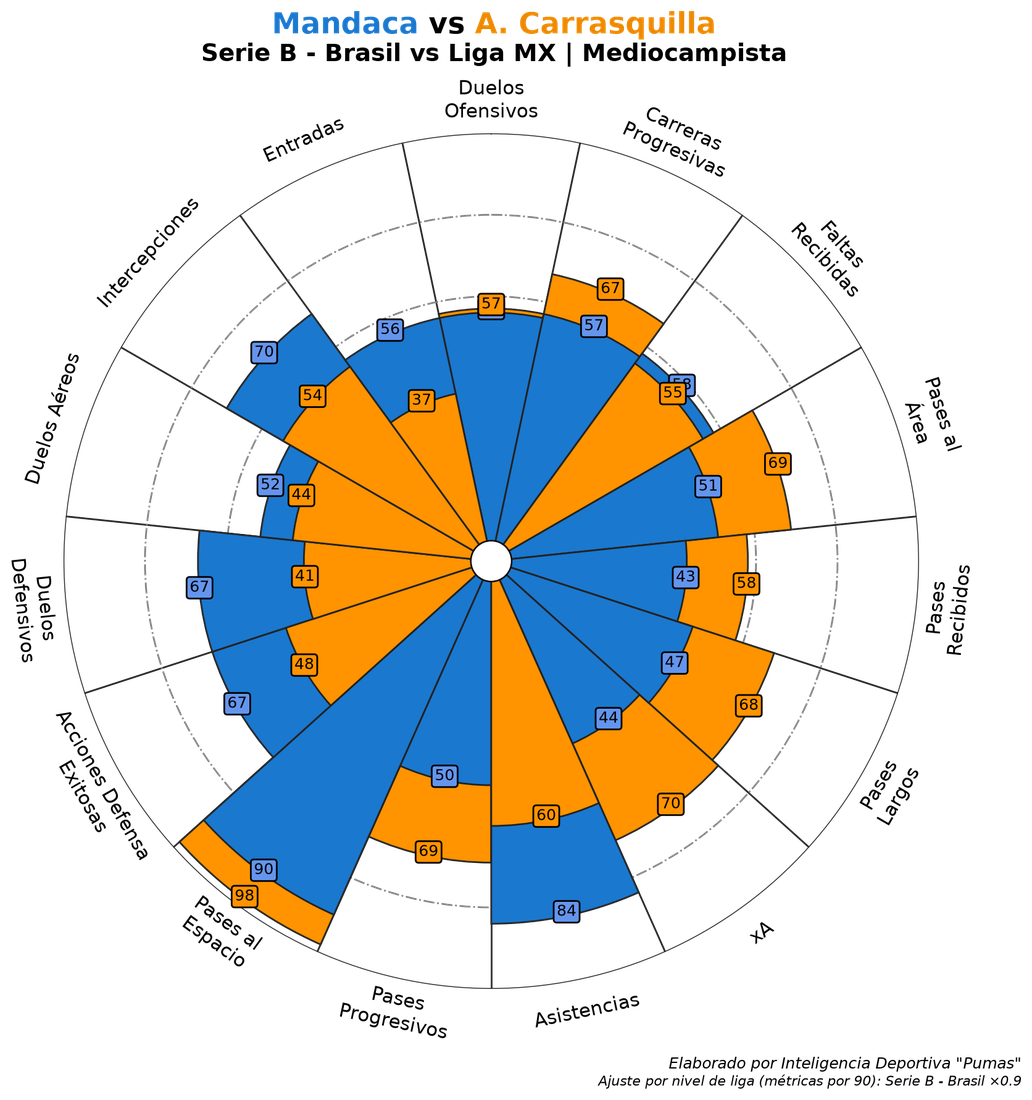 Mandaca vs A. Carrasquilla
Serie B - Brasil vs Liga MX | Mediocampista
Duelos
Ofensivos
57
Carreras
Progresivas
67
57
Faltas
Recibidas
58
55
Pases al
Área
69
51
Pases
Recibidos
43
58
Pases
Largos
47
68
xA
44
70
Asistencias
60
84
Pases
Progresivos
50
69
Pases al
Espacio
90
98
Acciones Defensa
Exitosas
48
67
Duelos
Defensivos
67
41
Duelos Aéreos
52
44
Intercepciones
70
54
Entradas
56
37
Elaborado por Inteligencia Deportiva "Pumas"
Ajuste por nivel de liga (métricas por 90): Serie B - Brasil ×0.9